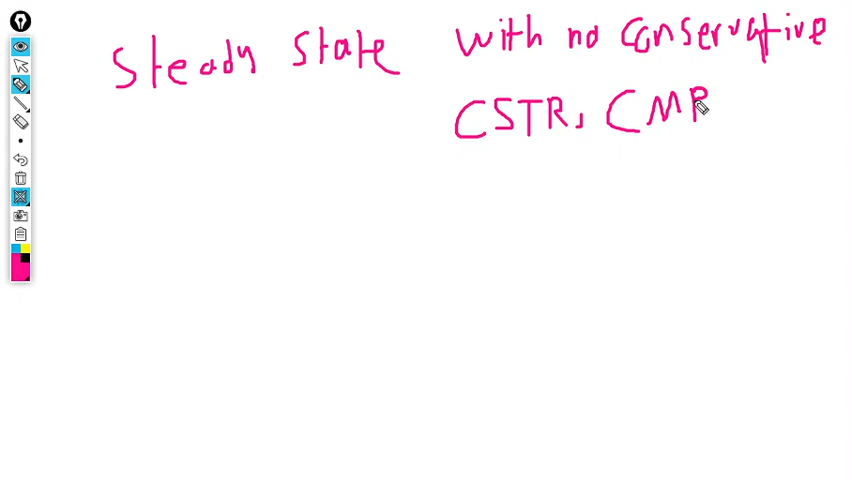 Steady State
with no conservative
CSTR, CMR